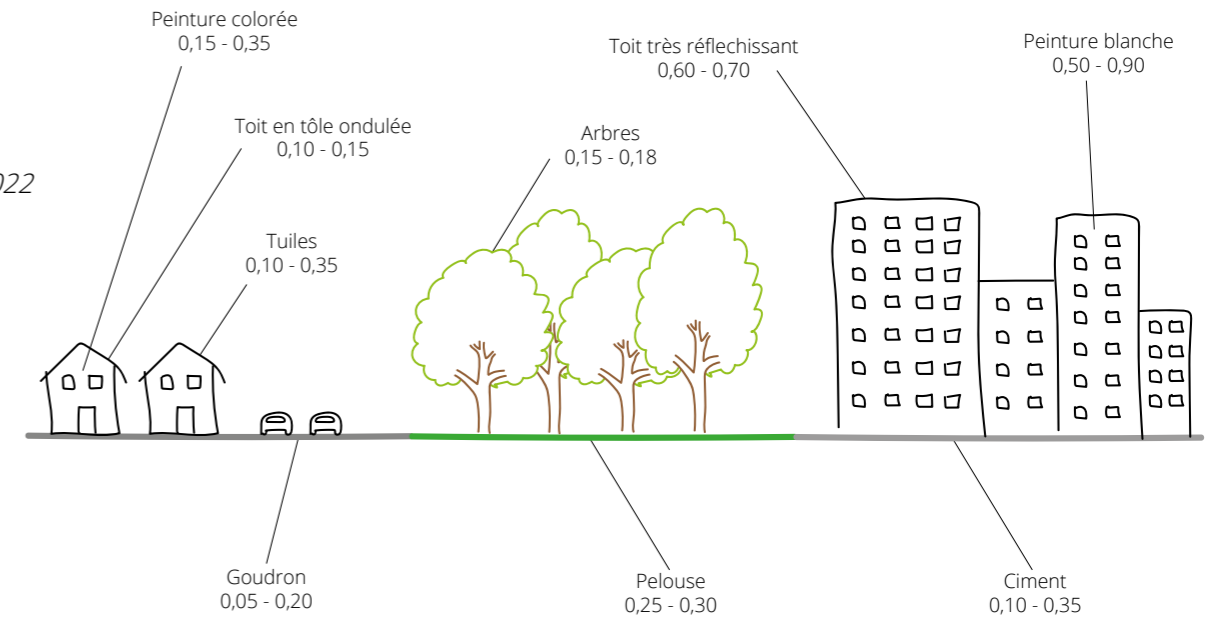 Peinture colorée
0,15 - 0,35
Toit très réflechissant
0,60 - 0,70
Peinture blanche
0,50 - 0,90
Toit en tôle ondulée
0,10 - 0,15
Arbres
0,15 - 0,18
022
Tuiles
0,10 - 0,35
Goudron
0,05 - 0,20
Pelouse
0,25 - 0,30
Ciment
0,10 - 0,35